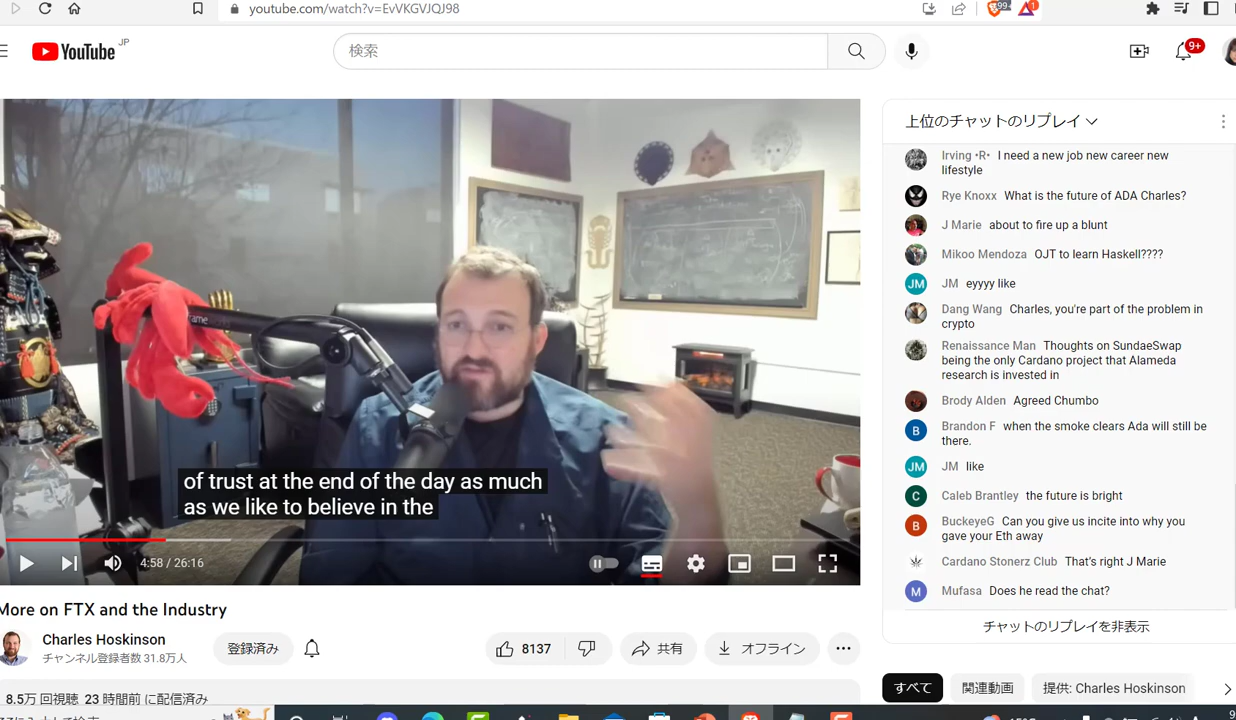 youtube.com/watch?v=EvVKGVJQJ98
99
1
YouTube JP
検索
9+
上位のチャットのリプレイ
Irving •R• I need a new job new career new
lifestyle
Rye Knoxx What is the future of ADA Charles?
J Marie about to fire up a blunt
Mikoo Mendoza OJT to learn Haskell????
JM JM eyyyy like
Dang Wang Charles, you're part of the problem in
crypto
Renaissance Man Thoughts on SundaeSwap
being the only Cardano project that Alameda
research is invested in
Brody Alden Agreed Chumbo
B Brandon F when the smoke clears Ada will still be
there.
JM JM like
C Caleb Brantley the future is bright
B BuckeyeG Can you give us incite into why you
gave your Eth away
Cardano Stonerz Club That's right J Marie
M Mufasa Does he read the chat?
チャットのリプレイを非表示
of trust at the end of the day as much
as we like to believe in the
4:58 / 26:16
More on FTX and the Industry
Charles Hoskinson
チャンネル登録者数 31.8万人
登録済み
8137
共有
オフライン
8.5万 回視聴 23 時間前 に配信済み
すべて
関連動画
提供: Charles Hoskinson